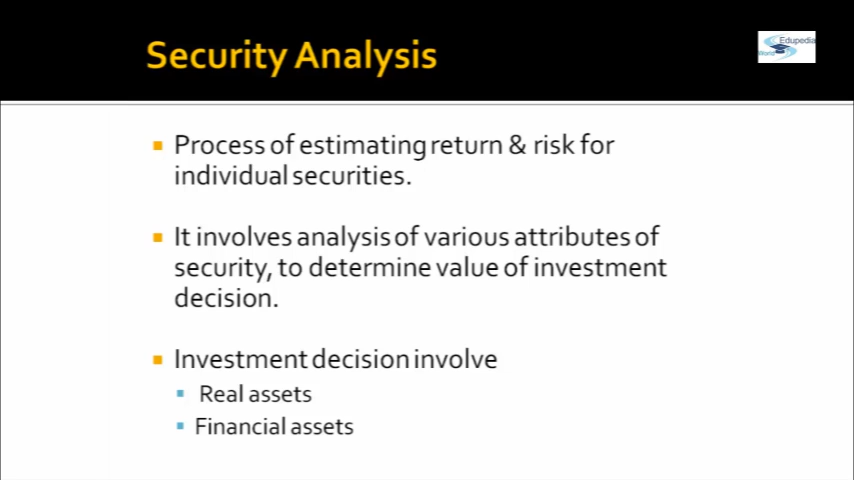 Security Analysis
Edupedia
World
Process of estimating return & risk for
individual securities.
It involves analysis of various attributes of
security, to determine value of investment
decision.
Investment decision involve
Real assets
Financial assets